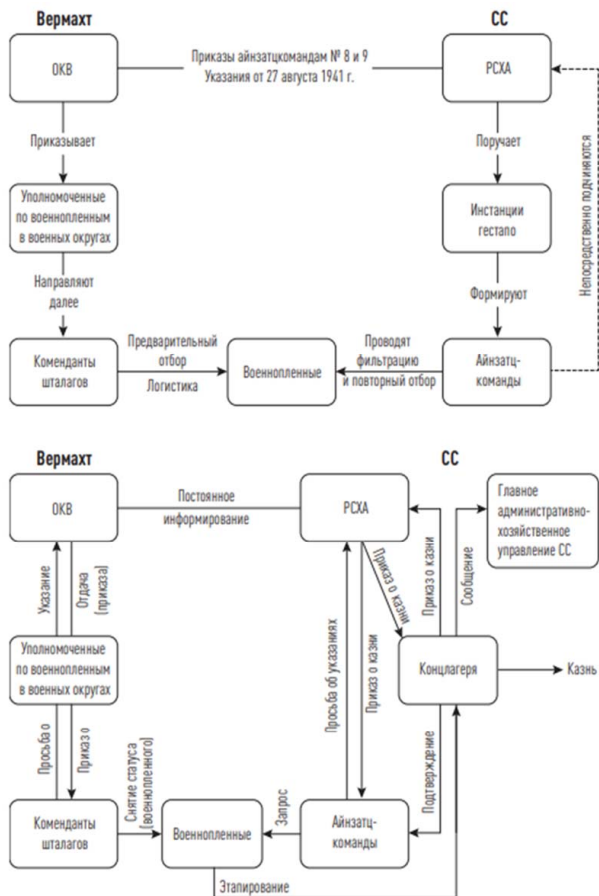 Вермахт
СС
ОКВ
Приказы айнзатцкомандам № 8 и 9
Указания от 27 августа 1941 г.
РСХА
Приказывает
Поручает
Непосредственно подчиняются
Уполномоченные
по военнопленным
в военных округах
Инстанции
гестапо
Направляют
далее
Формируют
Коменданты
шталагов
Предварительный
отбор
Логистика
Военнопленные
Проводят
фильтрацию
и повторный отбор
Айнзатц-
команды
Вермахт
СС
ОКВ
Постоянное
информирование
РСХА
Главное
административно-
хозяйственное
управление СС
Указание
Отдача
(приказа)
Приказ о казни
Приказ о казни
Сообщение
Просьба об указаниях
Приказ о казни
Уполномоченные
по военнопленным
в военных округах
Концлагеря
Казнь
Просьба о
Приказ о
Снятие статуса
(военнопленного)
Запрос
Подтверждение
Коменданты
шталагов
Военнопленные
Айнзатц-
команды
Этапирование